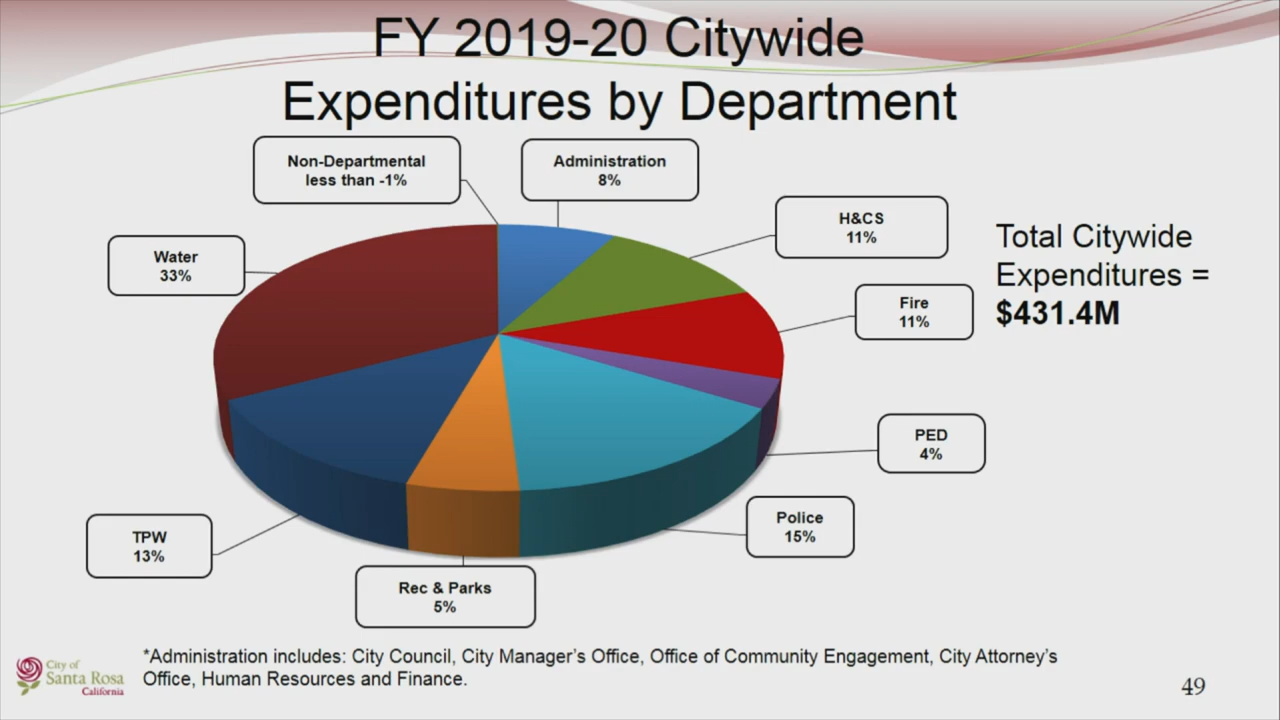 FY 2019-20 Citywide
Expenditures by Department
Non-Departmental
less than -1%
Administration
8%
H&CS
11%
Water
33%
Total Citywide
Expenditures =
$431.4M
Fire
11%
PED
4%
Police
15%
TPW
13%
Rec & Parks
5%
*Administration includes: City Council, City Manager's Office, Office of Community Engagement, City Attorney's
Office, Human Resources and Finance.
City of
Santa Rosa
California
49